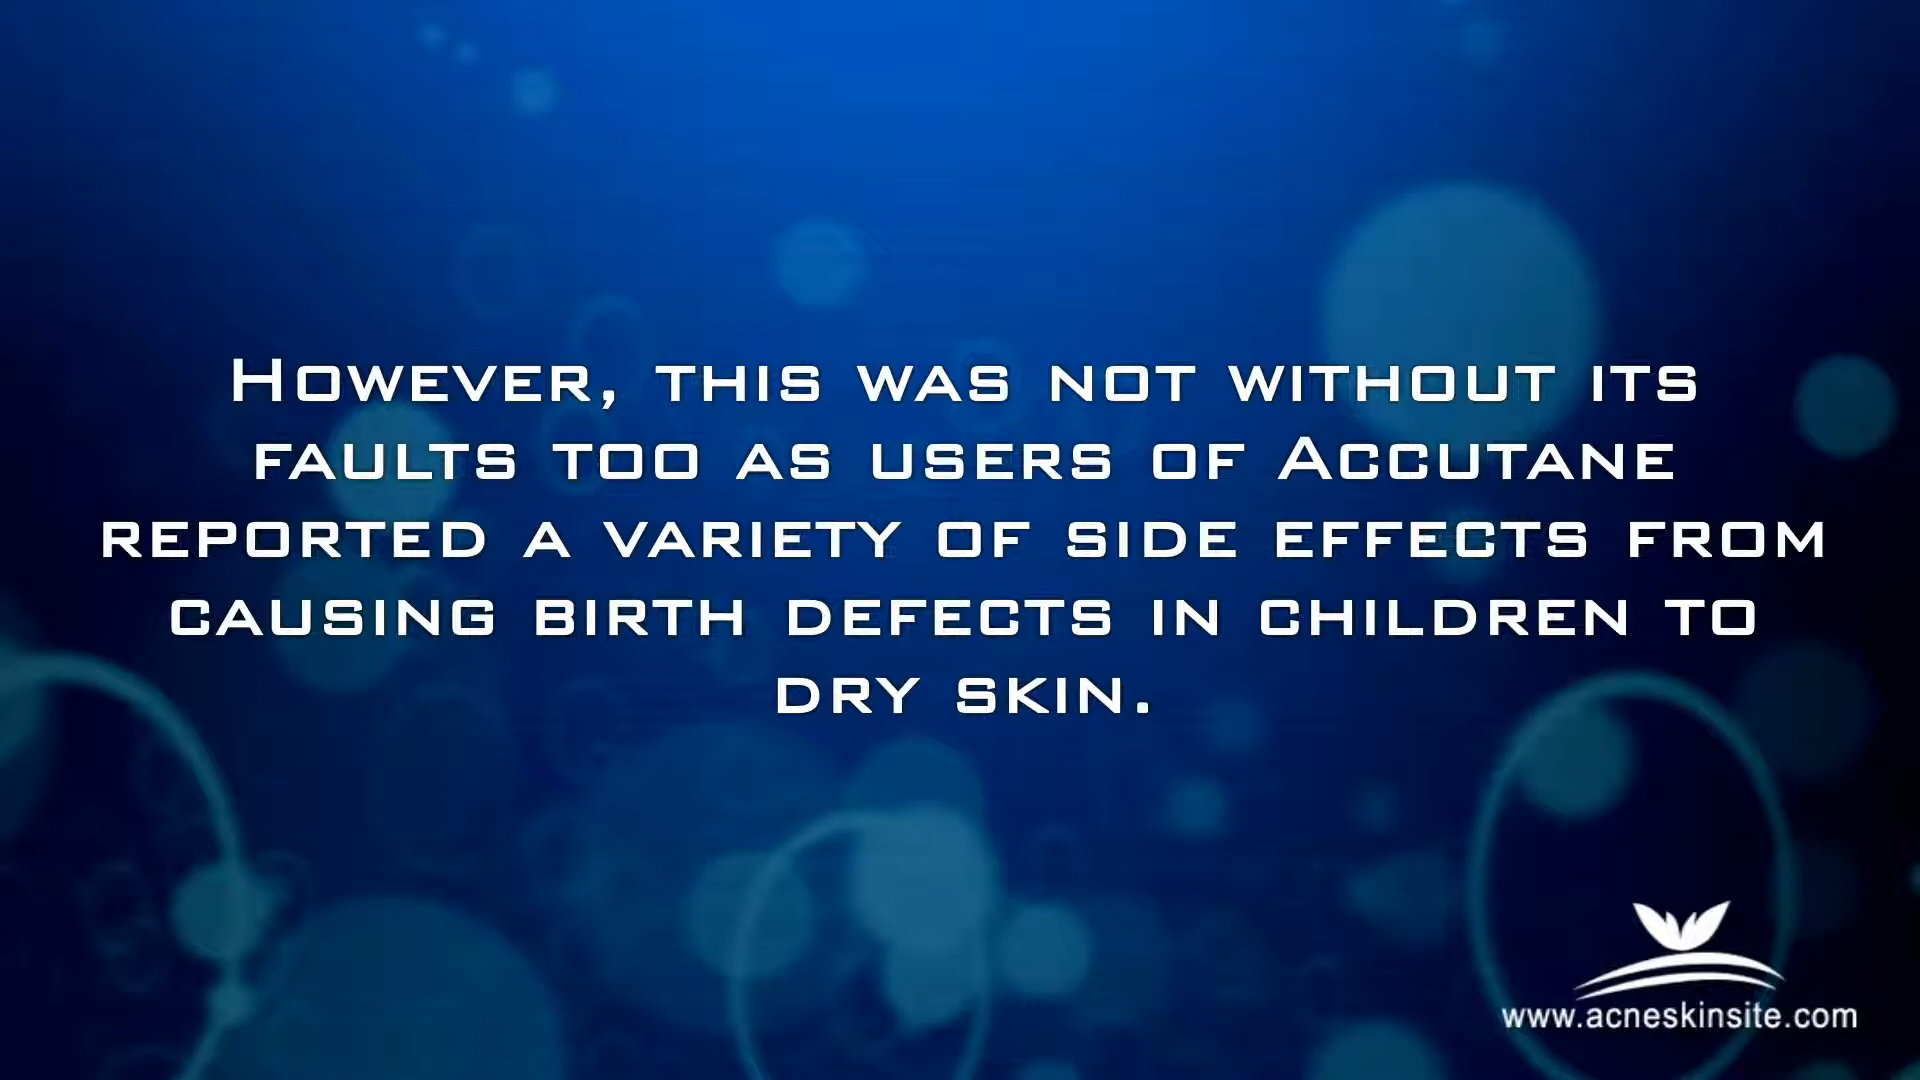 However, this was not without its
faults too as users of Accutane
reported a variety of side effects from
causing birth defects in children to
dry skin.
www.acneskinsite.com